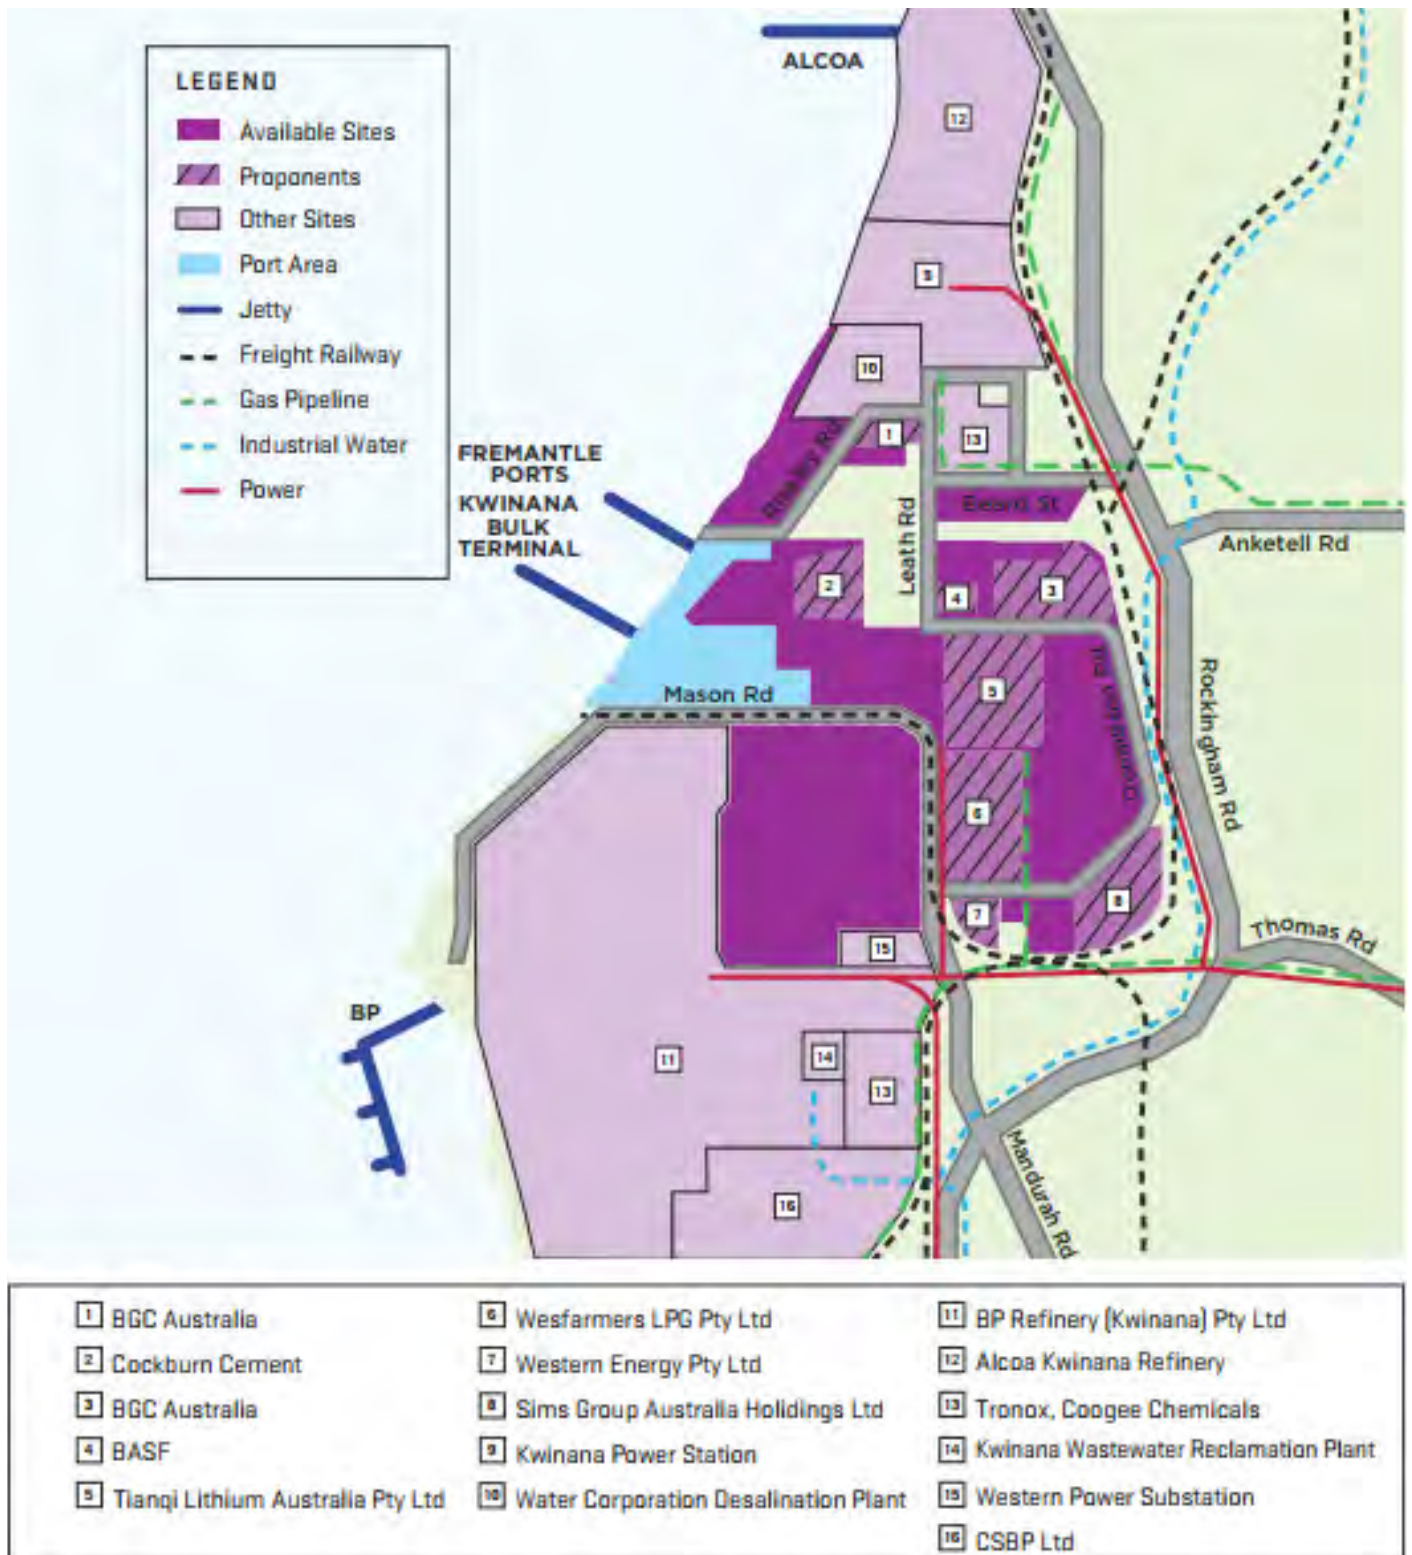 LEGEND
Available Sites
Proponents
Other Sites
Port Area
Jetty
Freight Railway
Gas Pipeline
Industrial Water
Power
ALCOA
12
9
10
1
13
FREMANTLE
PORTS
KWINANA
BULK
TERMINAL
Leath Rd
Beard St
Anketell Rd
2
4
3
Mason Rd
5
Rockingham Rd
6
7
8
Thomas Rd
15
BP
11
14
13
Mandurah Rd
16
1 BGC Australia
2 Cockburn Cement
3 BGC Australia
4 BASF
5 Tianqi Lithium Australia Pty Ltd
6 Wesfarmers LPG Pty Ltd
7 Western Energy Pty Ltd
8 Sims Group Australia Holidings Ltd
9 Kwinana Power Station
10 Water Corporation Desalination Plant
11 BP Refinery (Kwinana) Pty Ltd
12 Alcoa Kwinana Refinery
13 Tronox, Coogee Chemicals
14 Kwinana Wastewater Reclamation Plant
15 Western Power Substation
16 CSBP Ltd